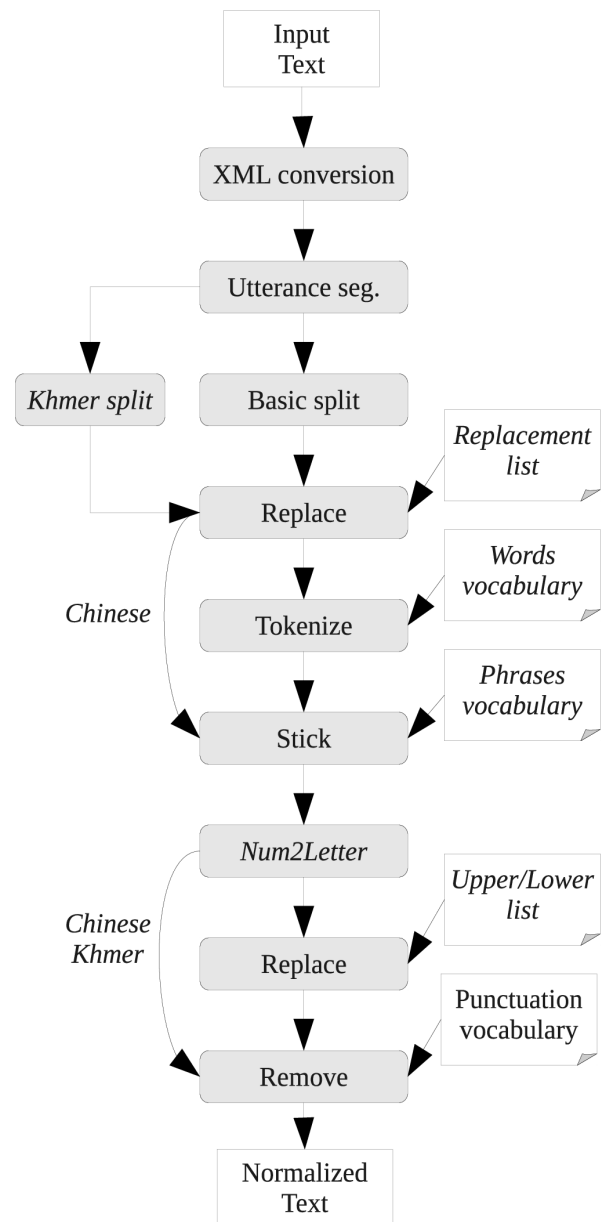 Input
Text
XML conversion
Utterance seg.
Khmer split
Basic split
Replacement
list
Replace
Words
vocabulary
Chinese
Tokenize
Phrases
vocabulary
Stick
Num2Letter
Upper/Lower
list
Chinese
Khmer
Replace
Punctuation
vocabulary
Remove
Normalized
Text